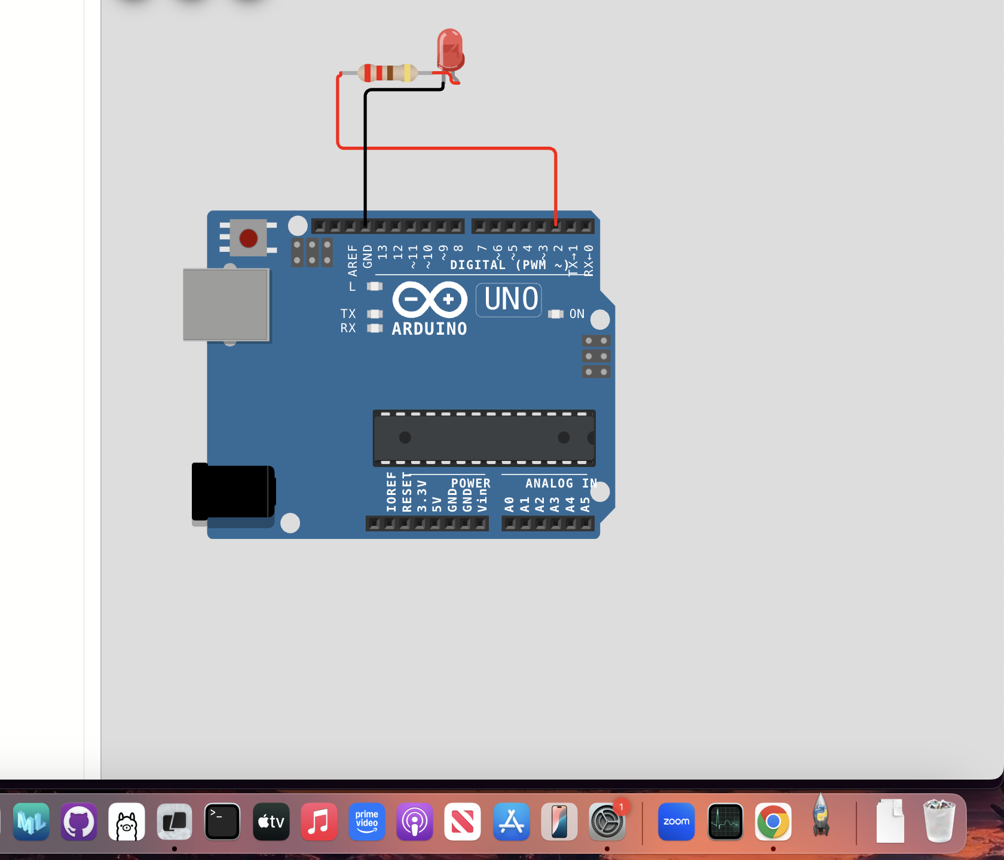 AREF
GND
13
12
~11
~10
~9
8
7
~6
~5
4
~3
2
TX→1
RX←0
DIGITAL (PWM ~)
L
TX
RX
UNO
ON
ARDUINO
IOREF
RESET
3.3V
5V
GND
GND
Vin
POWER
ANALOG IN
A0
A1
A2
A3
A4
A5
ML
>_
tv
prime video
1
zoom